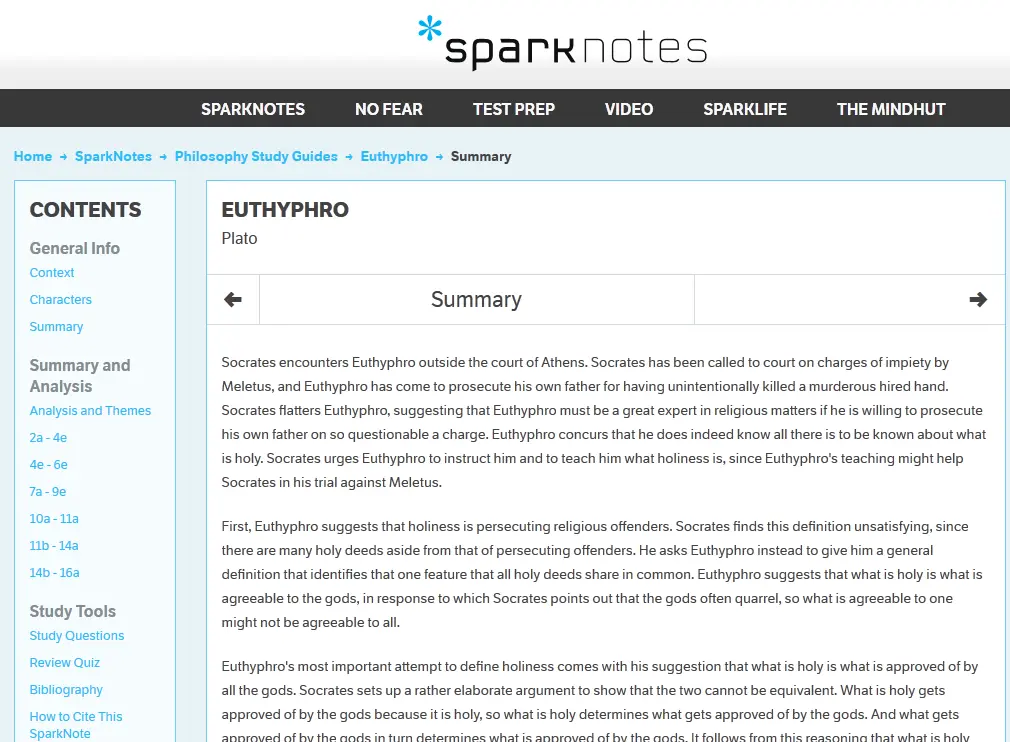 *sparknotes
SPARKNOTES NO FEAR TEST PREP VIDEO SPARKLIFE THE MINDHUT
Home → SparkNotes → Philosophy Study Guides → Euthyphro → Summary
CONTENTS
General Info
Context
Characters
Summary
Summary and
Analysis
Analysis and Themes
2a - 4e
4e - 6e
7a - 9e
10a - 11a
11b - 14a
14b - 16a
Study Tools
Study Questions
Review Quiz
Bibliography
How to Cite This
SparkNote
EUTHYPHRO
Plato
← Summary →
Socrates encounters Euthyphro outside the court of Athens. Socrates has been called to court on charges of impiety by
Meletus, and Euthyphro has come to prosecute his own father for having unintentionally killed a murderous hired hand.
Socrates flatters Euthyphro, suggesting that Euthyphro must be a great expert in religious matters if he is willing to prosecute
his own father on so questionable a charge. Euthyphro concurs that he does indeed know all there is to be known about what
is holy. Socrates urges Euthyphro to instruct him and to teach him what holiness is, since Euthyphro's teaching might help
Socrates in his trial against Meletus.
First, Euthyphro suggests that holiness is persecuting religious offenders. Socrates finds this definition unsatisfying, since
there are many holy deeds aside from that of persecuting offenders. He asks Euthyphro instead to give him a general
definition that identifies that one feature that all holy deeds share in common. Euthyphro suggests that what is holy is what is
agreeable to the gods, in response to which Socrates points out that the gods often quarrel, so what is agreeable to one
might not be agreeable to all.
Euthyphro's most important attempt to define holiness comes with his suggestion that what is holy is what is approved of by
all the gods. Socrates sets up a rather elaborate argument to show that the two cannot be equivalent. What is holy gets
approved of by the gods because it is holy, so what is holy determines what gets approved of by the gods. And what gets
approved of by the gods in turn determines what is approved of by the gods. It follows from this reasoning that what is holy